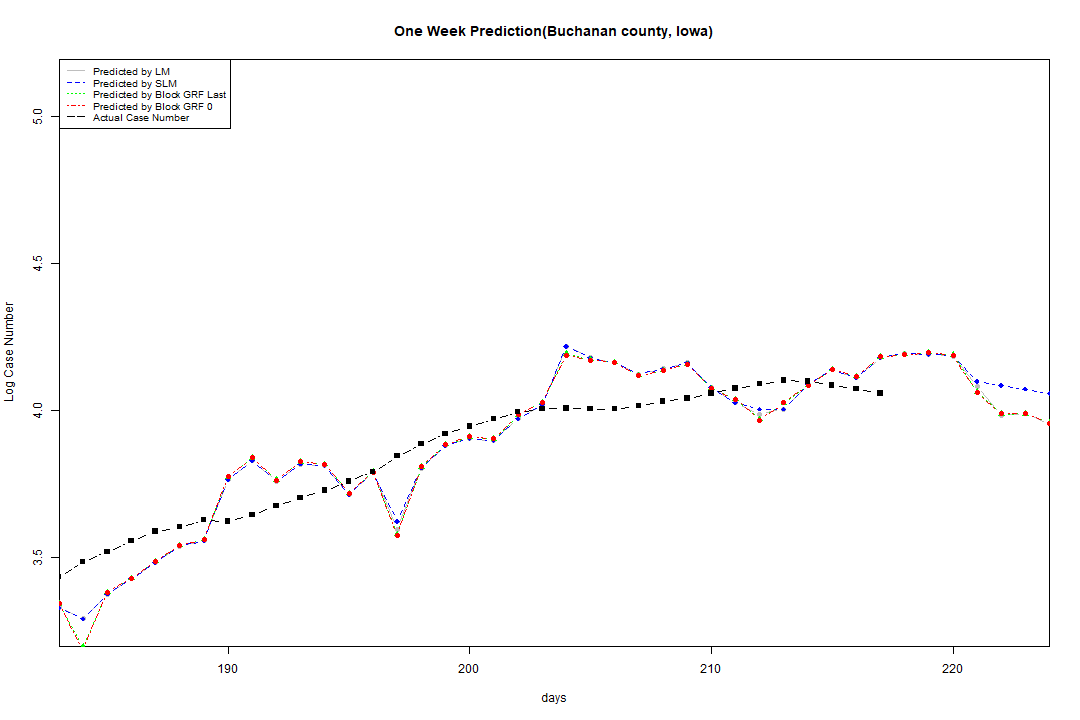 One Week Prediction(Buchanan county, Iowa)
Predicted by LM
Predicted by SLM
Predicted by Block GRF Last
Predicted by Block GRF 0
Actual Case Number
5.0
4.5
4.0
3.5
Log Case Number
190
200
210
220
days